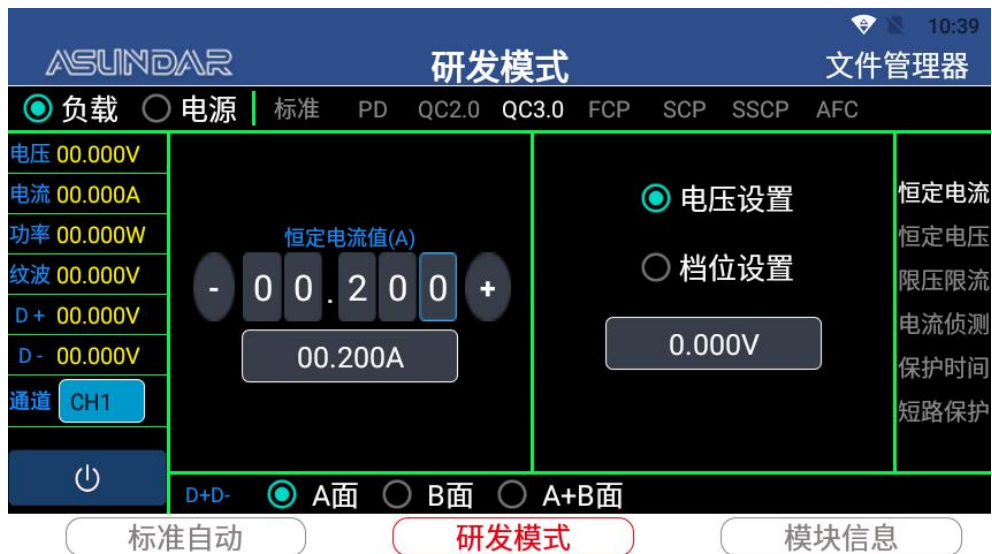 10:39
ASUNDAR 研发模式 文件管理器
负载 电源 标准 PD QC2.0 QC3.0 FCP SCP SSCP AFC
电压 00.000V
电流 00.000A
功率 00.000W
纹波 00.000V
D+ 00.000V
D- 00.000V
通道 CH1
恒定电流值(A)
- 0 0 . 2 0 0 +
00.200A
电压设置
档位设置
0.000V
恒定电流
恒定电压
限压限流
电流侦测
保护时间
短路保护
D+D- A面 B面 A+B面
标准自动 研发模式 模块信息